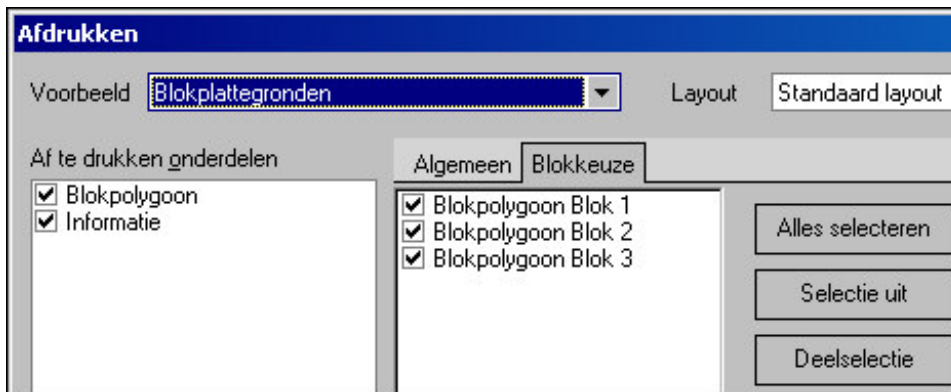 Afdrukken
Voorbeeld Blokplattegronden Layout Standaard layout
Af te drukken onderdelen
Blokpolygoon
Informatie
Algemeen Blokkeuze
Blokpolygoon Blok 1
Blokpolygoon Blok 2
Blokpolygoon Blok 3
Alles selecteren
Selectie uit
Deelselectie